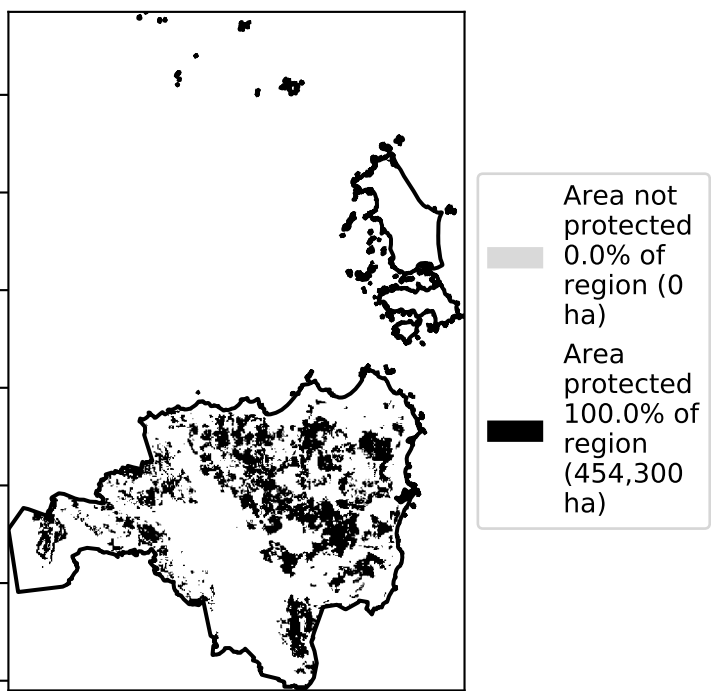 Area not
protected
0.0% of
region (0
ha)
Area
protected
100.0% of
region
(454,300
ha)